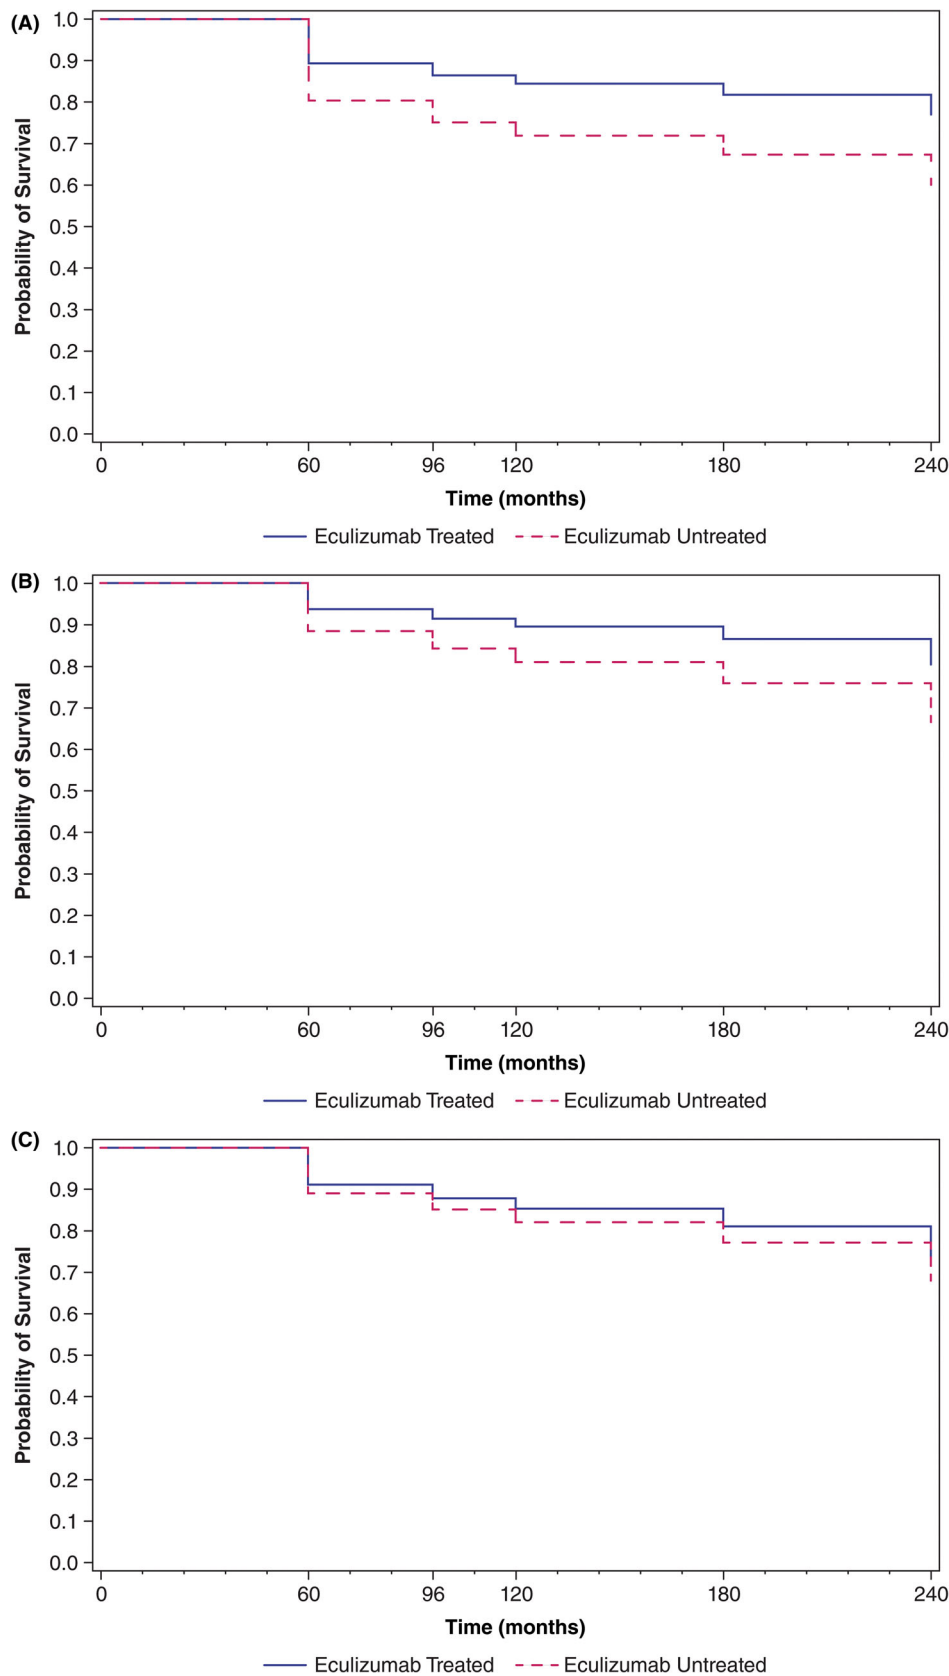 (A)
Probability of Survival
1.0
0.9
0.8
0.7
0.6
0.5
0.4
0.3
0.2
0.1
0.0
0 60 96 120 180 240
Time (months)
Eculizumab Treated Eculizumab Untreated
(B)
Probability of Survival
1.0
0.9
0.8
0.7
0.6
0.5
0.4
0.3
0.2
0.1
0.0
0 60 96 120 180 240
Time (months)
Eculizumab Treated Eculizumab Untreated
(C)
Probability of Survival
1.0
0.9
0.8
0.7
0.6
0.5
0.4
0.3
0.2
0.1
0.0
0 60 96 120 180 240
Time (months)
Eculizumab Treated Eculizumab Untreated